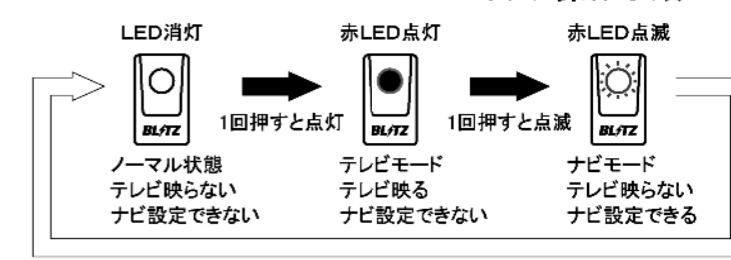 LED消灯
赤LED点灯
赤LED点滅
1回押すと点灯
1回押すと点滅
BLITZ
BLITZ
BLITZ
ノーマル状態
テレビ映らない
ナビ設定できない
テレビモード
テレビ映る
ナビ設定できない
ナビモード
テレビ映らない
ナビ設定できる